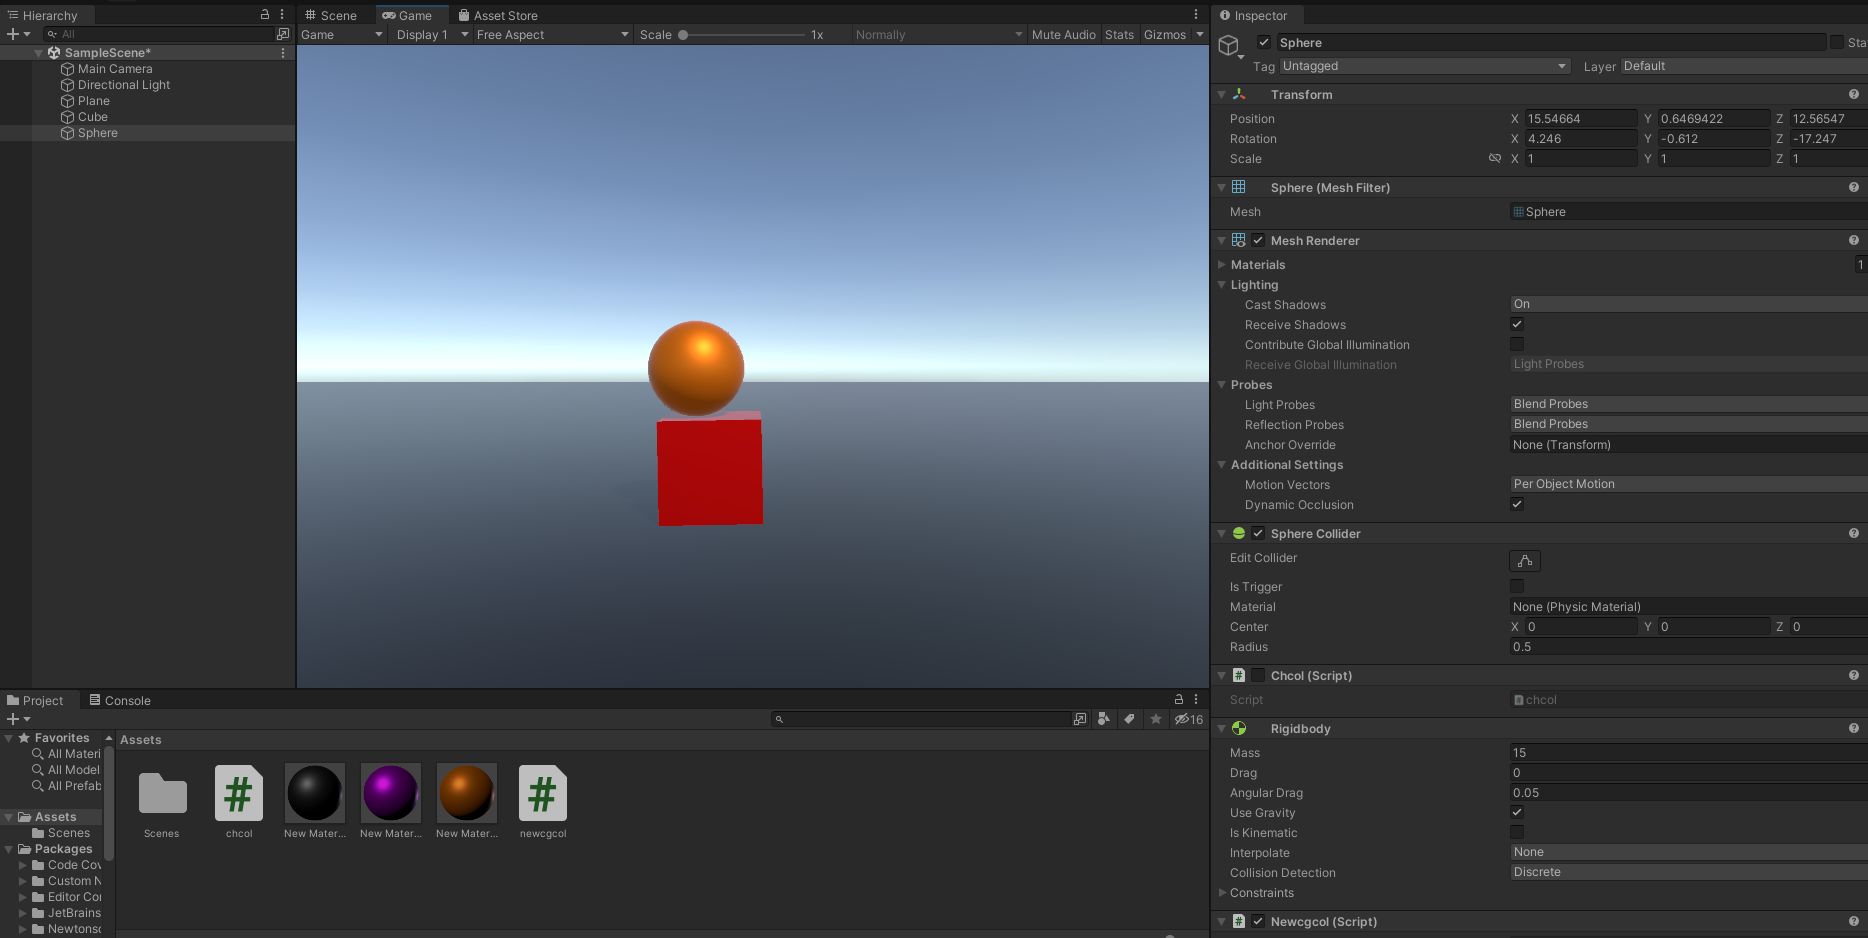 Hierarchy
All
SampleScene*
Main Camera
Directional Light
Plane
Cube
Sphere
Scene Game Asset Store
Game Display 1 Free Aspect Scale 1x Normally Mute Audio Stats Gizmos
Project Console
16
Favorites
All Materi
All Model
All Prefab
Assets
Scenes
Packages
Code Cov
Custom N
Editor Cor
JetBrains
Newtonso
Assets
Scenes chcol New Mater... New Mater... New Mater... newcgcol
Inspector
Sphere Sta
Tag Untagged Layer Default
Transform
Position X 15.54664 Y 0.6469422 Z 12.56547
Rotation X 4.246 Y -0.612 Z -17.247
Scale X 1 Y 1 Z 1
Sphere (Mesh Filter)
Mesh Sphere
Mesh Renderer
Materials 1
Lighting
Cast Shadows On
Receive Shadows
Contribute Global Illumination
Receive Global Illumination Light Probes
Probes
Light Probes Blend Probes
Reflection Probes Blend Probes
Anchor Override None (Transform)
Additional Settings
Motion Vectors Per Object Motion
Dynamic Occlusion
Sphere Collider
Edit Collider
Is Trigger
Material None (Physic Material)
Center X 0 Y 0 Z 0
Radius 0.5
# Chcol (Script)
Script chcol
Rigidbody
Mass 15
Drag 0
Angular Drag 0.05
Use Gravity
Is Kinematic
Interpolate None
Collision Detection Discrete
Constraints
# Newcgcol (Script)